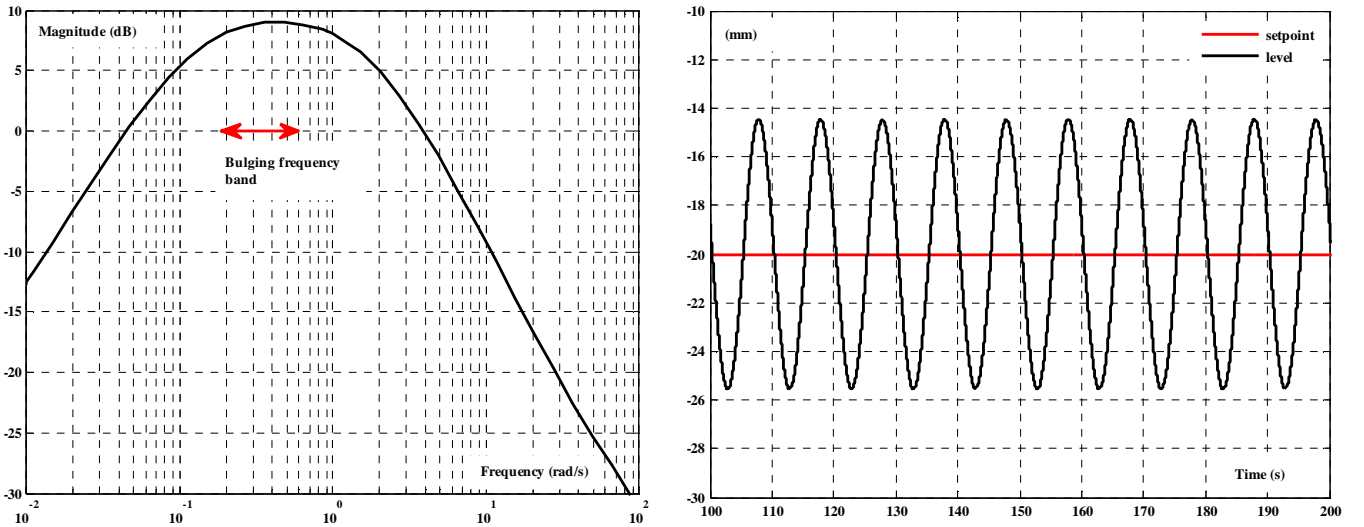 10
Magnitude (dB)
5
0
Bulging frequency
band
-5
-10
-15
-20
-25
Frequency (rad/s)
-30
10^-2
10^-1
10^0
10^1
10^2
-10
(mm)
setpoint
level
-12
-14
-16
-18
-20
-22
-24
-26
-28
Time (s)
-30
100 110 120 130 140 150 160 170 180 190 200